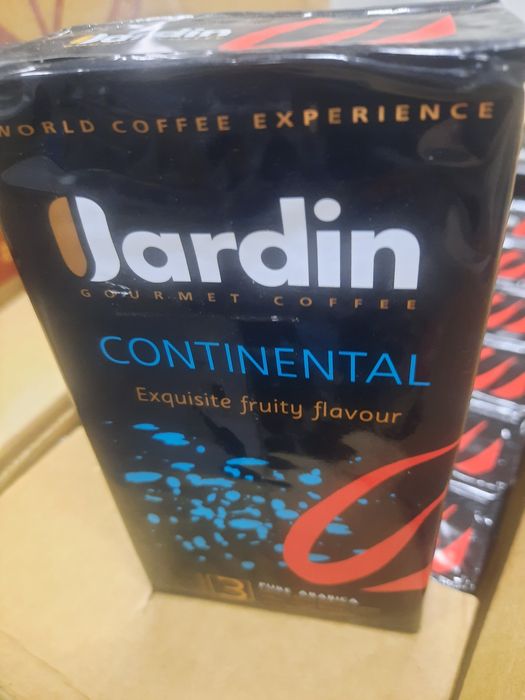 Jardin
WORLD COFFEE EXPERIENCE
Jardin
GOURMET COFFEE
CONTINENTAL
Exquisite fruity flavour
3 PURE ARABICA